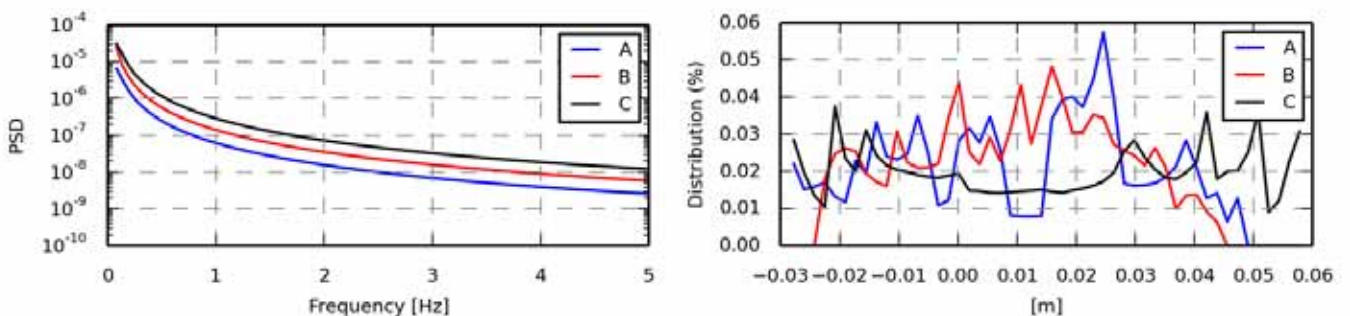 10^-4
10^-5
10^-6
10^-7
10^-8
10^-9
10^-10
PSD
0 1 2 3 4 5
Frequency [Hz]
A
B
C
0.06
0.05
0.04
0.03
0.02
0.01
0.00
Distribution (%)
−0.03 −0.02 −0.01 0.00 0.01 0.02 0.03 0.04 0.05 0.06
[m]
A
B
C